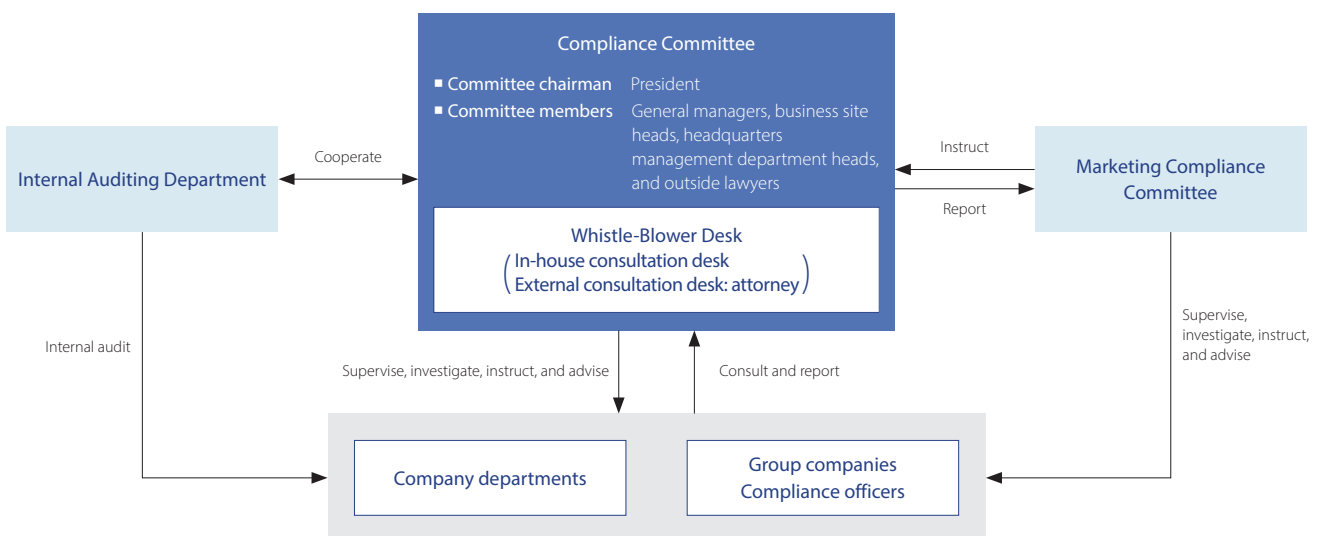 Compliance Committee
■ Committee chairman President
■ Committee members General managers, business site
heads, headquarters
management department heads,
and outside lawyers
Internal Auditing Department
Cooperate
Instruct
Report
Marketing Compliance
Committee
Whistle-Blower Desk
(In-house consultation desk
External consultation desk: attorney)
Internal audit
Supervise, investigate, instruct, and advise
Consult and report
Supervise,
investigate, instruct,
and advise
Company departments
Group companies
Compliance officers